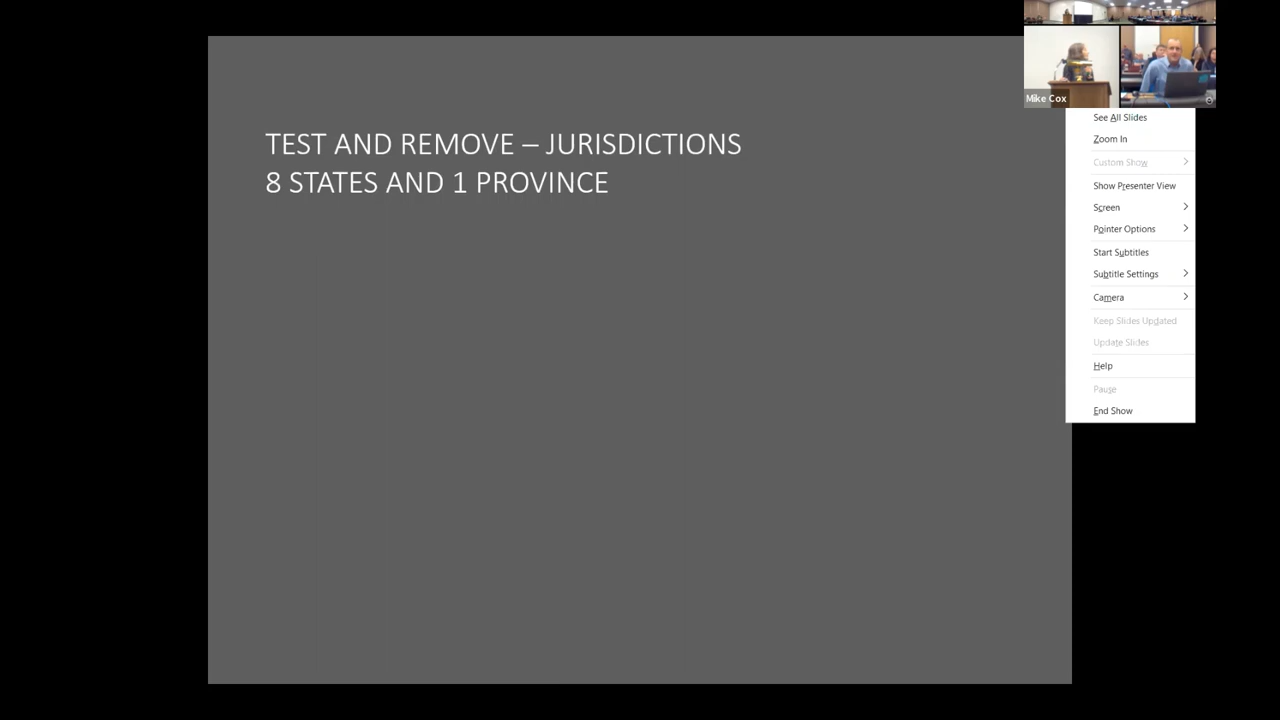 TEST AND REMOVE – JURISDICTIONS
8 STATES AND 1 PROVINCE
Mike Cox
See All Slides
Zoom In
Custom Show
Show Presenter View
Screen
Pointer Options
Start Subtitles
Subtitle Settings
Camera
Keep Slides Updated
Update Slides
Help
Pause
End Show